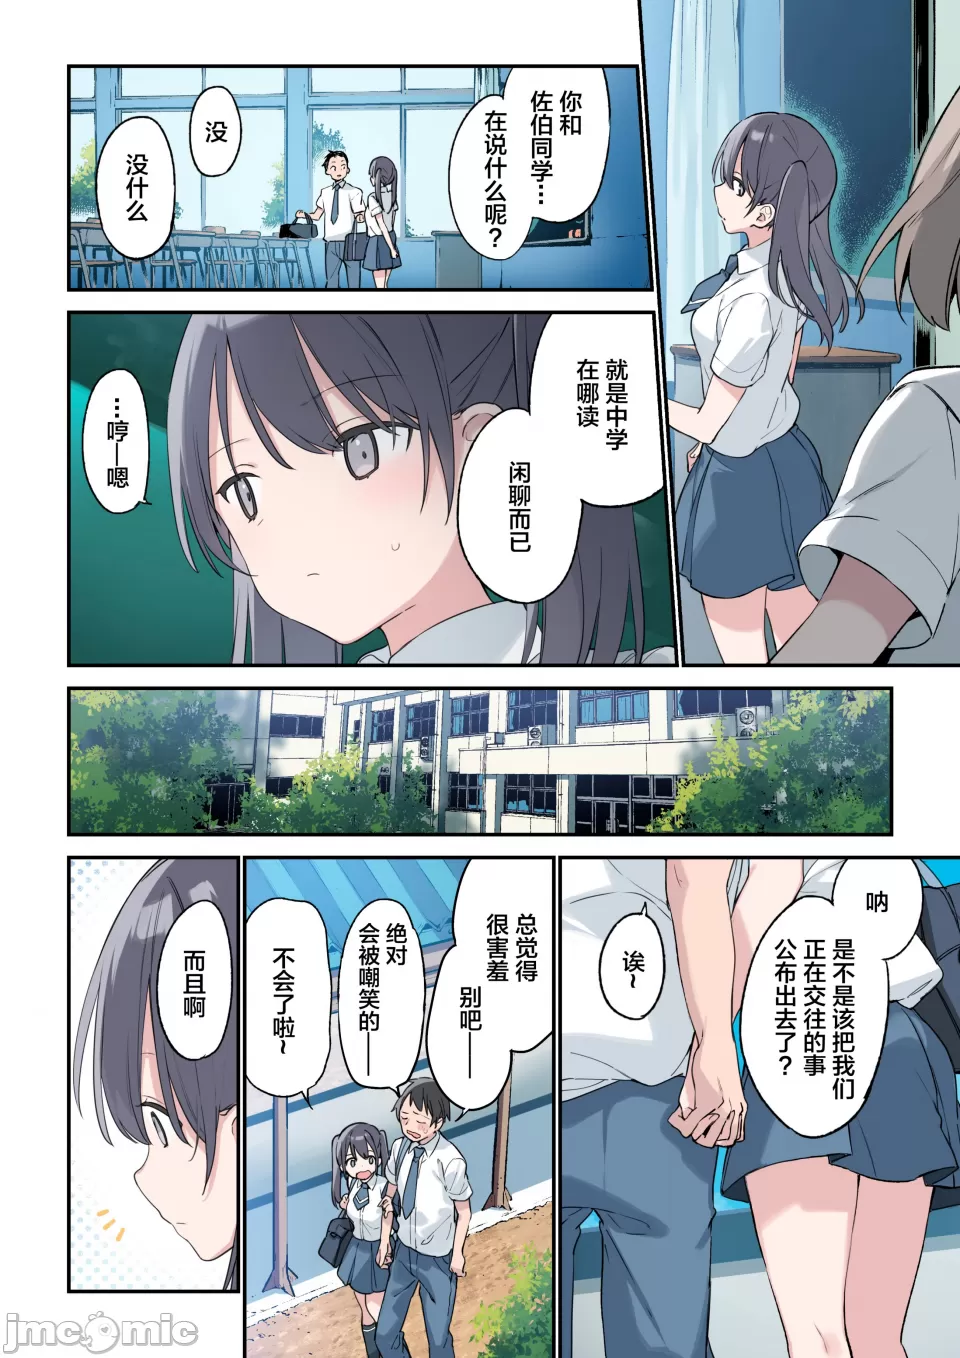 你和
佐伯同学…
在说什么呢？
没
没什么
就是中学
在哪读
闲聊而已
…哼—嗯
呐
是不是该把我们
正在交往的事
公布出去了？
诶~
总觉得
很害羞
别吧——
绝对
会被嘲笑的——
不会了啦~
而且啊
jmcomic